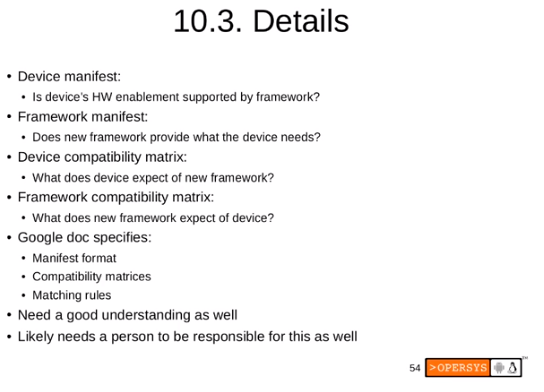 10.3. Details
• Device manifest:
• Is device's HW enablement supported by framework?
• Framework manifest:
• Does new framework provide what the device needs?
• Device compatibility matrix:
• What does device expect of new framework?
• Framework compatibility matrix:
• What does new framework expect of device?
• Google doc specifies:
• Manifest format
• Compatibility matrices
• Matching rules
• Need a good understanding as well
• Likely needs a person to be responsible for this as well
54 >OPERSYS ™